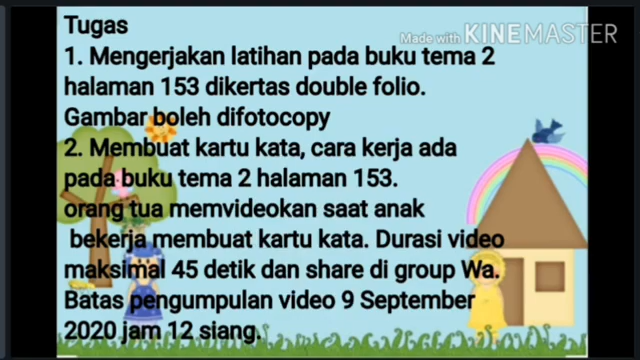 Tugas
Made with KINEMASTER
1. Mengerjakan latihan pada buku tema 2
halaman 153 dikertas double folio.
Gambar boleh difotocopy
2. Membuat kartu kata, cara kerja ada
pada buku tema 2 halaman 153.
orang tua memvideokan saat anak
bekerja membuat kartu kata. Durasi video
maksimal 45 detik dan share di group Wa.
Batas pengumpulan video 9 September
2020 jam 12 siang.